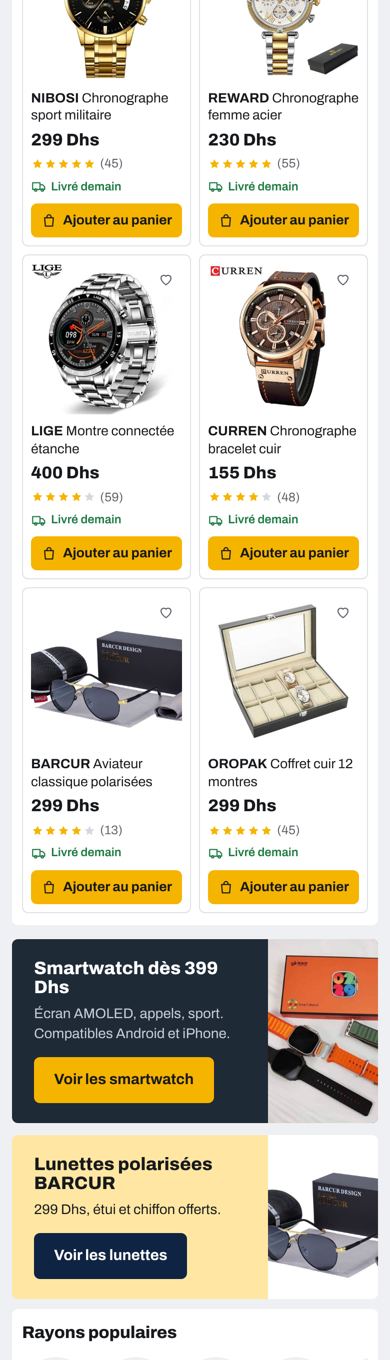 NIBOSI Chronographe
sport militaire
299 Dhs
(45)
Livré demain
Ajouter au panier
REWARD Chronographe
femme acier
230 Dhs
(55)
Livré demain
Ajouter au panier
LIGE
LIGE Montre connectée
étanche
400 Dhs
(59)
Livré demain
Ajouter au panier
CURREN
CURREN
CURREN Chronographe
bracelet cuir
155 Dhs
(48)
Livré demain
Ajouter au panier
BARCUR DESIGN
BARCUR
BARCUR Aviateur
classique polarisées
299 Dhs
(13)
Livré demain
Ajouter au panier
OROPAK Coffret cuir 12
montres
299 Dhs
(45)
Livré demain
Ajouter au panier
Smartwatch dès 399
Dhs
Écran AMOLED, appels, sport.
Compatibles Android et iPhone.
Voir les smartwatch
Lunettes polarisées
BARCUR
299 Dhs, étui et chiffon offerts.
Voir les lunettes
BARCUR DESIGN
Rayons populaires